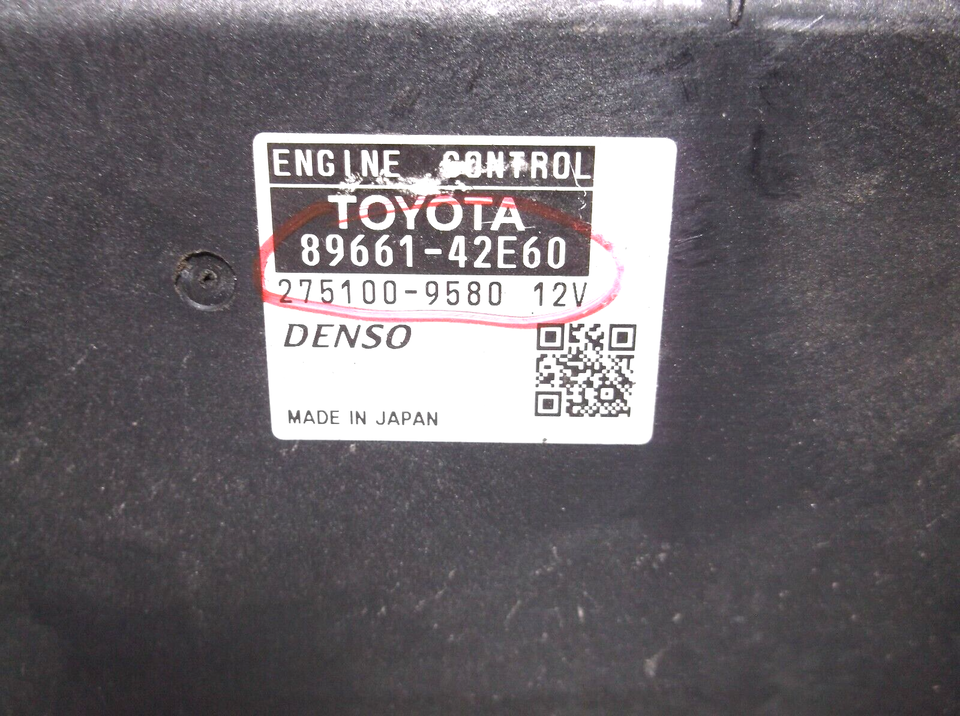 ENGINE CONTROL
TOYOTA
89661-42E60
275100-9580 12V
DENSO
MADE IN JAPAN